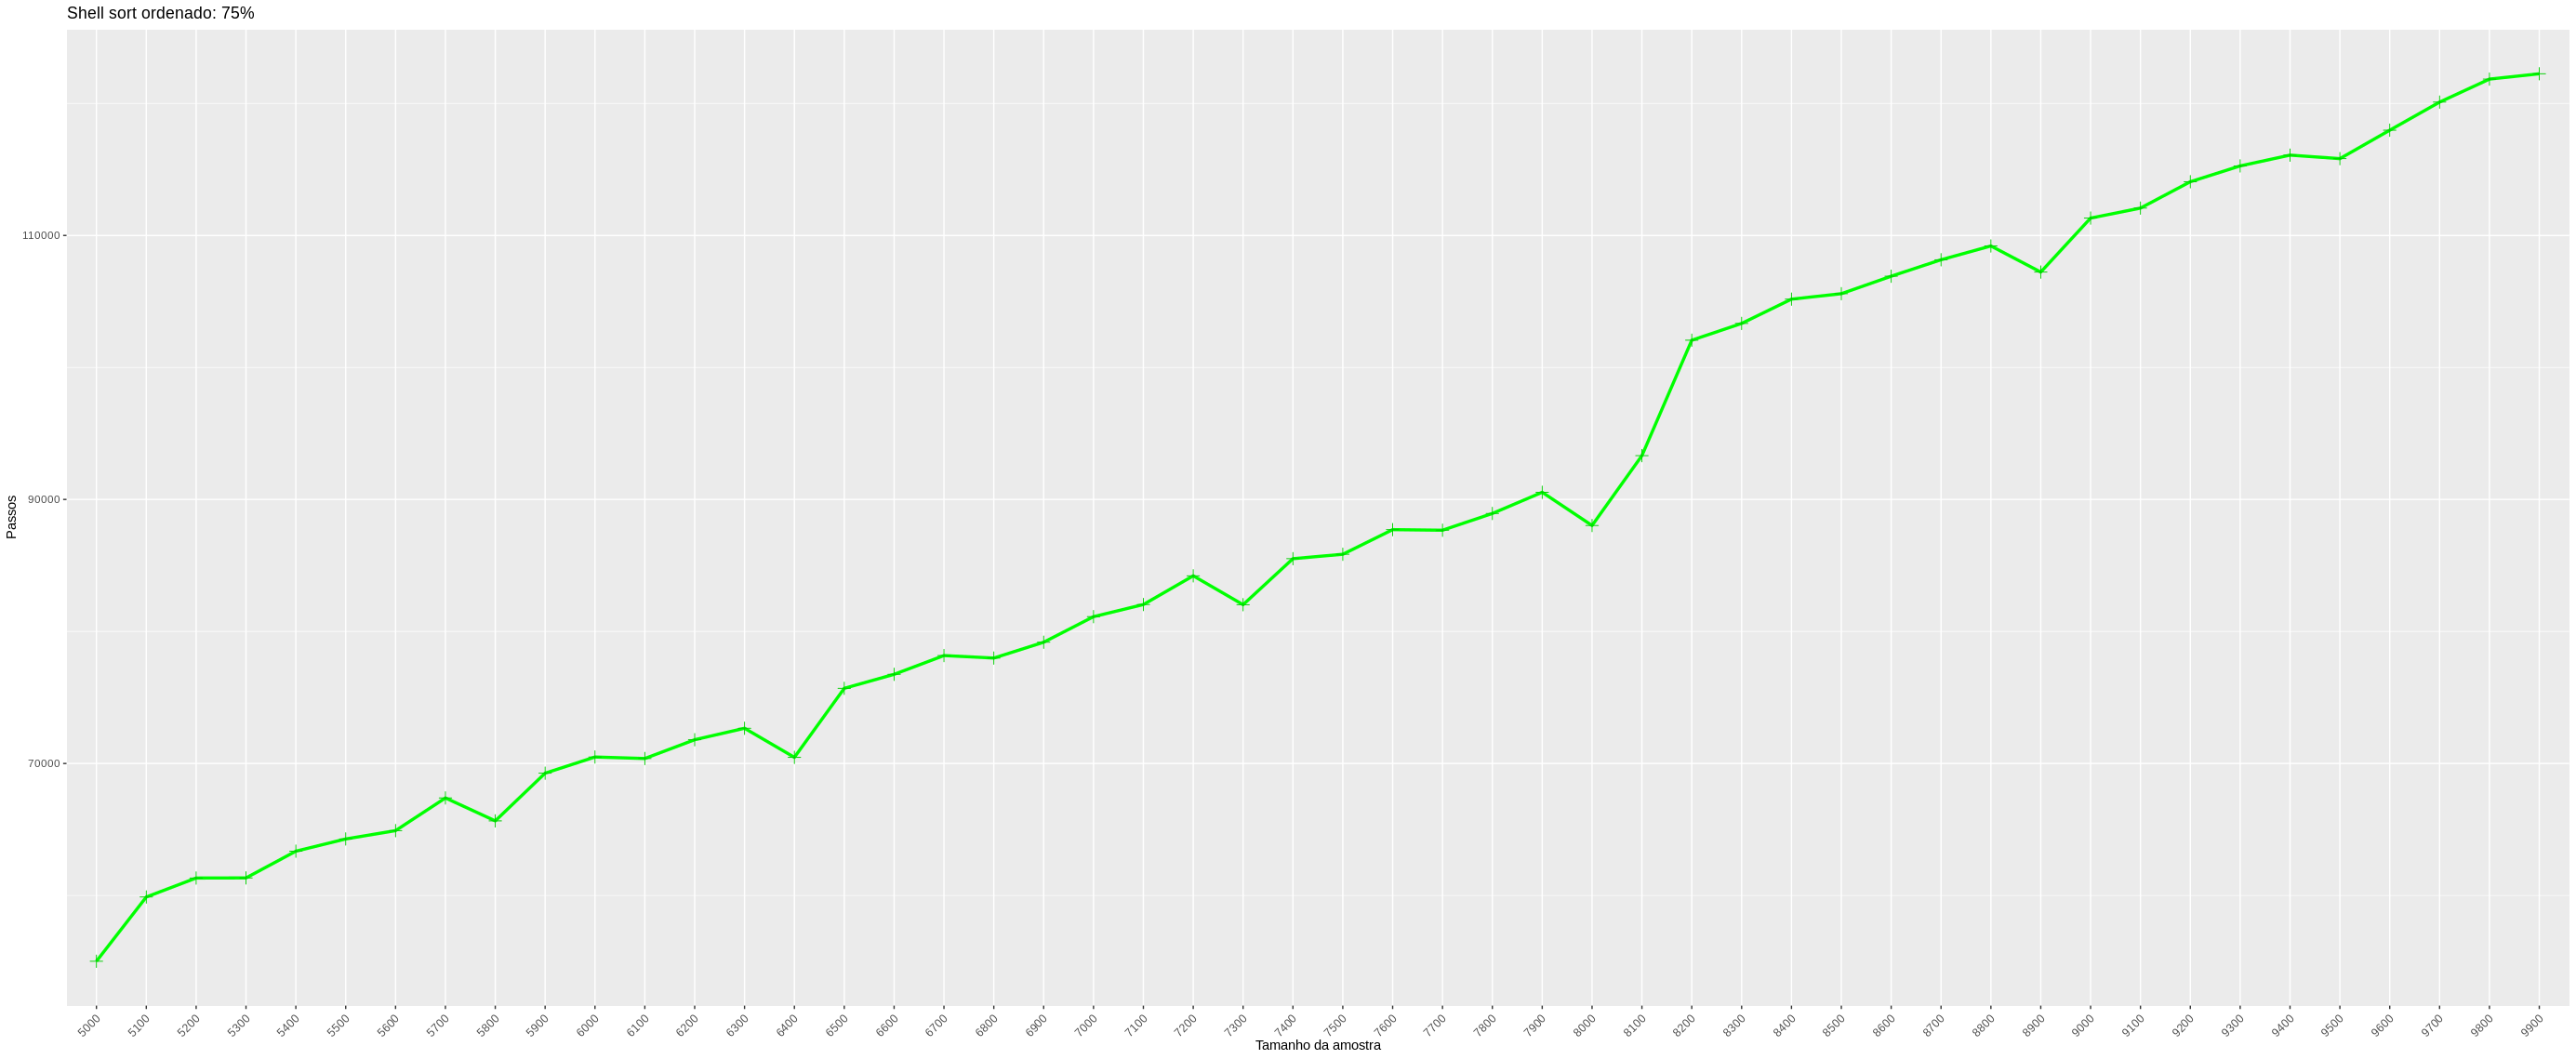 Shell sort ordenado: 75%
110000
90000
70000
Passos
5000 5100 5200 5300 5400 5500 5600 5700 5800 5900 6000 6100 6200 6300 6400 6500 6600 6700 6800 6900 7000 7100 7200 7300 7400 7500 7600 7700 7800 7900 8000 8100 8200 8300 8400 8500 8600 8700 8800 8900 9000 9100 9200 9300 9400 9500 9600 9700 9800 9900
Tamanho da amostra